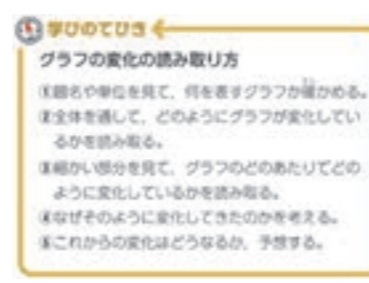 学びのてびき
グラフの変化の読み取り方
①題名や単位を見て、何を表すグラフか確かめる。
②全体を通して、どのようにグラフが変化してい
るかを読み取る。
③細かい部分を見て、グラフのどのあたりでどの
ように変化しているかを読み取る。
④なぜそのように変化してきたのかを考える。
⑤これからの変化はどうなるか、予想する。